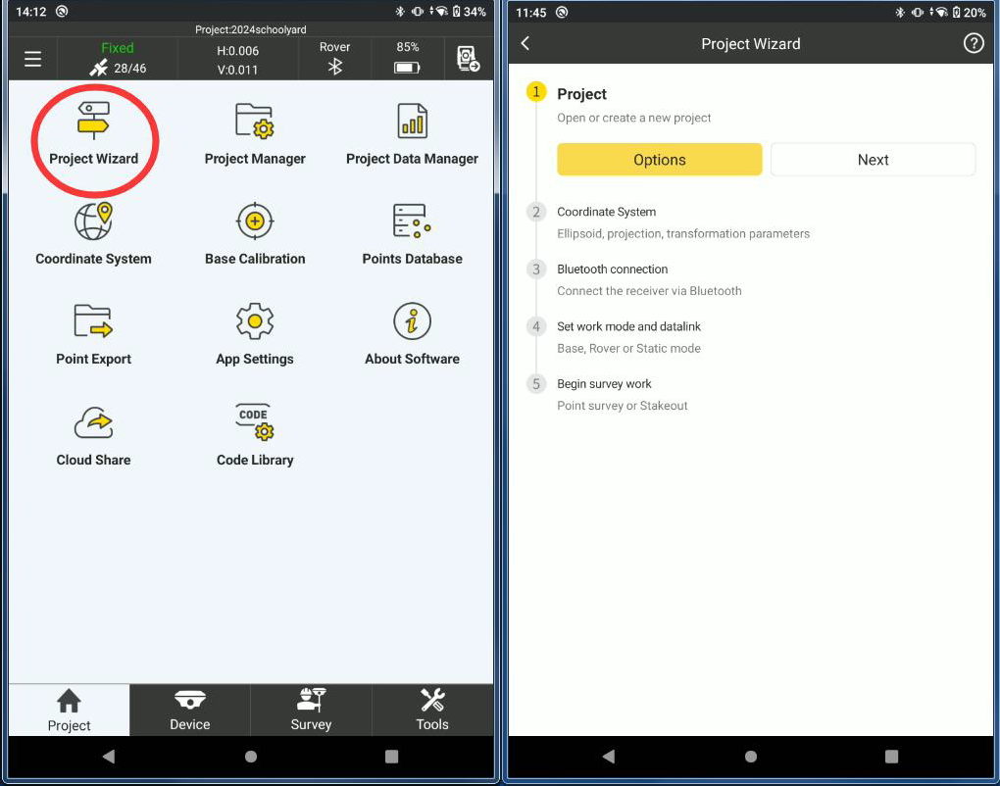 14:12
34%
Project:2024schoolyard
Fixed
28/46
H:0.006
V:0.011
Rover
85%
Project Wizard
Project Manager
Project Data Manager
Coordinate System
Base Calibration
Points Database
Point Export
App Settings
About Software
CODE
Cloud Share
Code Library
Project
Device
Survey
Tools
11:45
20%
Project Wizard
?
1
Project
Open or create a new project
Options
Next
2
Coordinate System
Ellipsoid, projection, transformation parameters
3
Bluetooth connection
Connect the receiver via Bluetooth
4
Set work mode and datalink
Base, Rover or Static mode
5
Begin survey work
Point survey or Stakeout